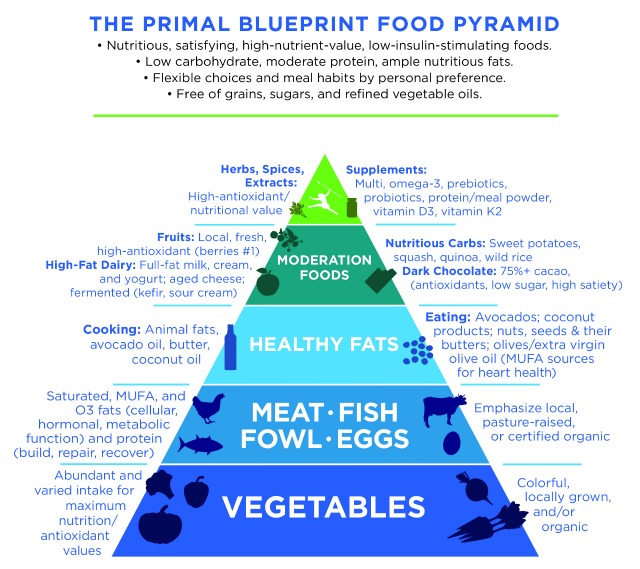 THE PRIMAL BLUEPRINT FOOD PYRAMID
• Nutritious, satisfying, high-nutrient-value, low-insulin-stimulating foods.
• Low carbohydrate, moderate protein, ample nutritious fats.
• Flexible choices and meal habits by personal preference.
• Free of grains, sugars, and refined vegetable oils.
Herbs, Spices,
Extracts:
High-antioxidant/
nutritional value
Supplements:
Multi, omega-3, prebiotics,
probiotics, protein/meal powder,
vitamin D3, vitamin K2
Fruits: Local, fresh,
high-antioxidant (berries #1)
High-Fat Dairy: Full-fat milk, cream,
and yogurt; aged cheese;
fermented (kefir, sour cream)
MODERATION
FOODS
Nutritious Carbs: Sweet potatoes,
squash, quinoa, wild rice
Dark Chocolate: 75%+ cacao,
(antioxidants, low sugar, high satiety)
Cooking: Animal fats,
avocado oil, butter,
coconut oil
HEALTHY FATS
Eating: Avocados; coconut
products; nuts, seeds & their
butters; olives/extra virgin
olive oil (MUFA sources
for heart health)
Saturated, MUFA, and
O3 fats (cellular,
hormonal, metabolic
function) and protein
(build, repair, recover)
MEAT · FISH
FOWL · EGGS
Emphasize local,
pasture-raised,
or certified organic
Abundant and
varied intake for
maximum
nutrition/
antioxidant
values
VEGETABLES
Colorful,
locally grown,
and/or
organic